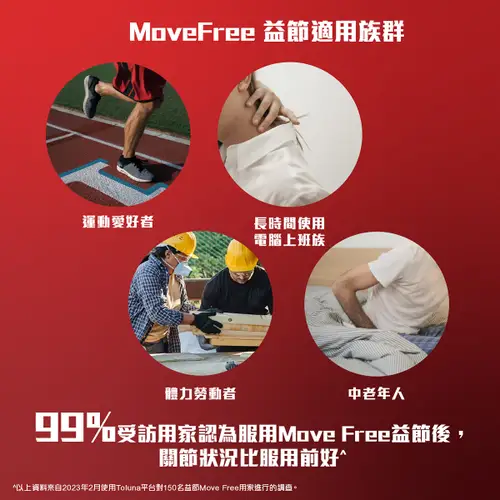 MoveFree 益節適用族群
運動愛好者
長時間使用
電腦上班族
體力勞動者
中老年人
99%受訪用家認為服用Move Free益節後，
關節狀況比服用前好^
^以上資料來自2023年2月使用Toluna平台對150名益節Move Free用家進行的調查。